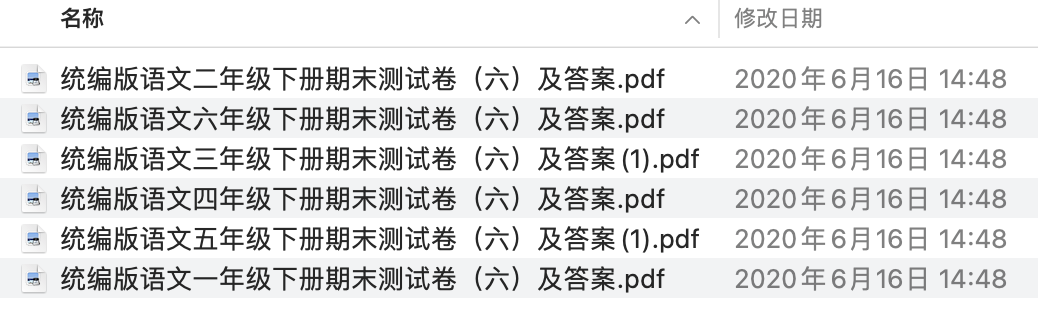 名称 修改日期
统编版语文二年级下册期末测试卷（六）及答案.pdf 2020年6月16日 14:48
统编版语文六年级下册期末测试卷（六）及答案.pdf 2020年6月16日 14:48
统编版语文三年级下册期末测试卷（六）及答案(1).pdf 2020年6月16日 14:48
统编版语文四年级下册期末测试卷（六）及答案.pdf 2020年6月16日 14:48
统编版语文五年级下册期末测试卷（六）及答案(1).pdf 2020年6月16日 14:48
统编版语文一年级下册期末测试卷（六）及答案.pdf 2020年6月16日 14:48